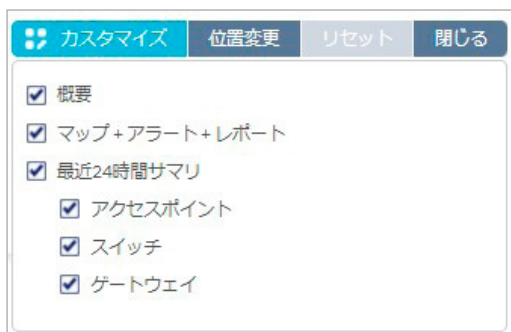 カスタマイズ 位置変更 リセット 閉じる
概要
マップ+アラート+レポート
最近24時間サマリ
アクセスポイント
スイッチ
ゲートウェイ